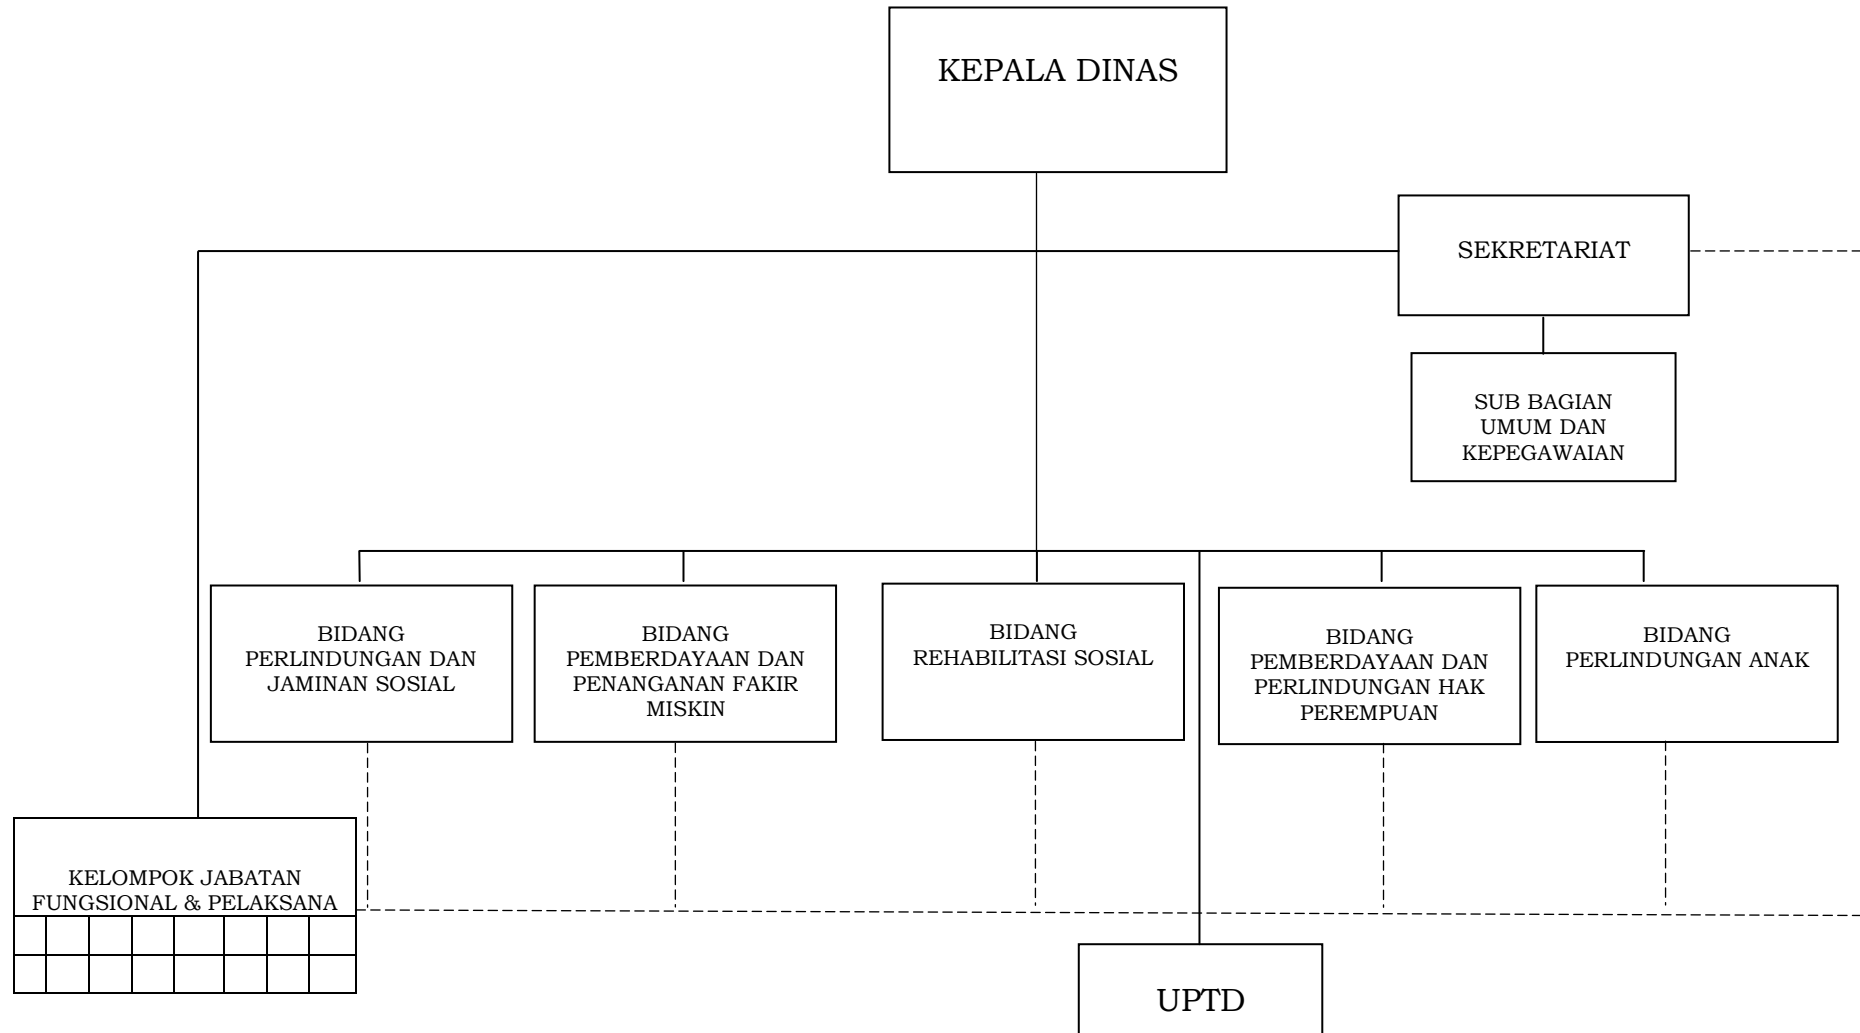 KEPALA DINAS
SEKRETARIAT
SUB BAGIAN
UMUM DAN
KEPEGAWAIAN
BIDANG
PERLINDUNGAN DAN
JAMINAN SOSIAL
BIDANG
PEMBERDAYAAN DAN
PENANGANAN FAKIR
MISKIN
BIDANG
REHABILITASI SOSIAL
BIDANG
PEMBERDAYAAN DAN
PERLINDUNGAN HAK
PEREMPUAN
BIDANG
PERLINDUNGAN ANAK
KELOMPOK JABATAN
FUNGSIONAL & PELAKSANA
UPTD